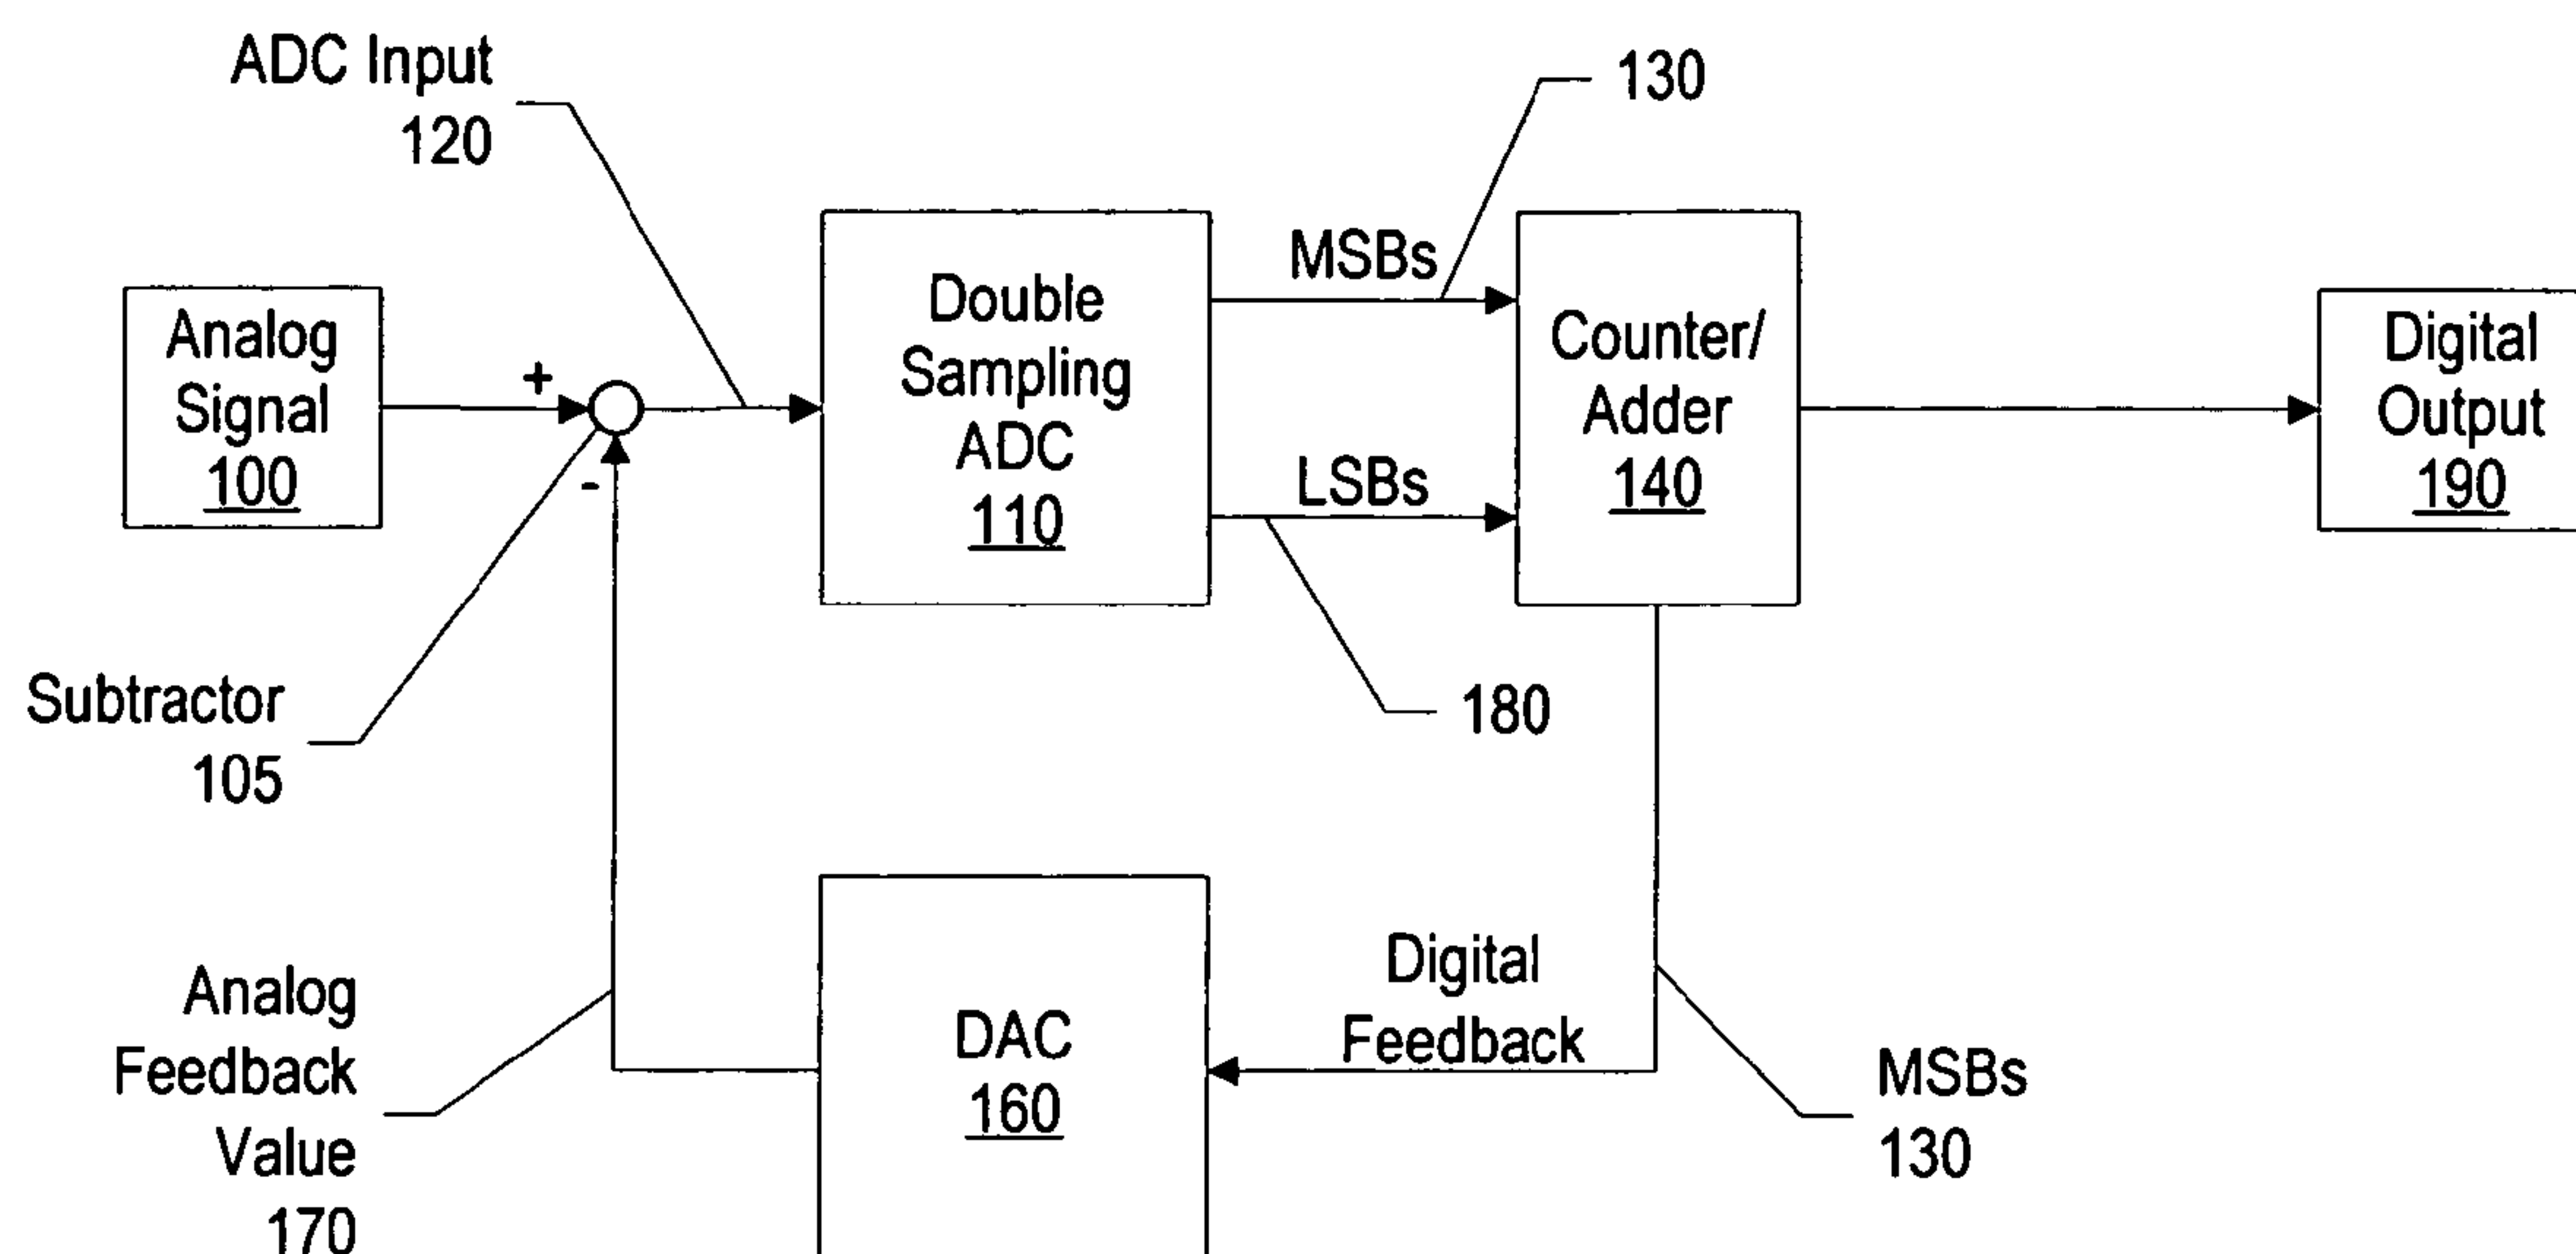 ADC Input
120
130
MSBs
Analog
Signal
100
+
-
Double
Sampling
ADC
110
Counter/
Adder
140
Digital
Output
190
LSBs
180
Subtractor
105
Analog
Feedback
Value
170
DAC
160
Digital
Feedback
MSBs
130